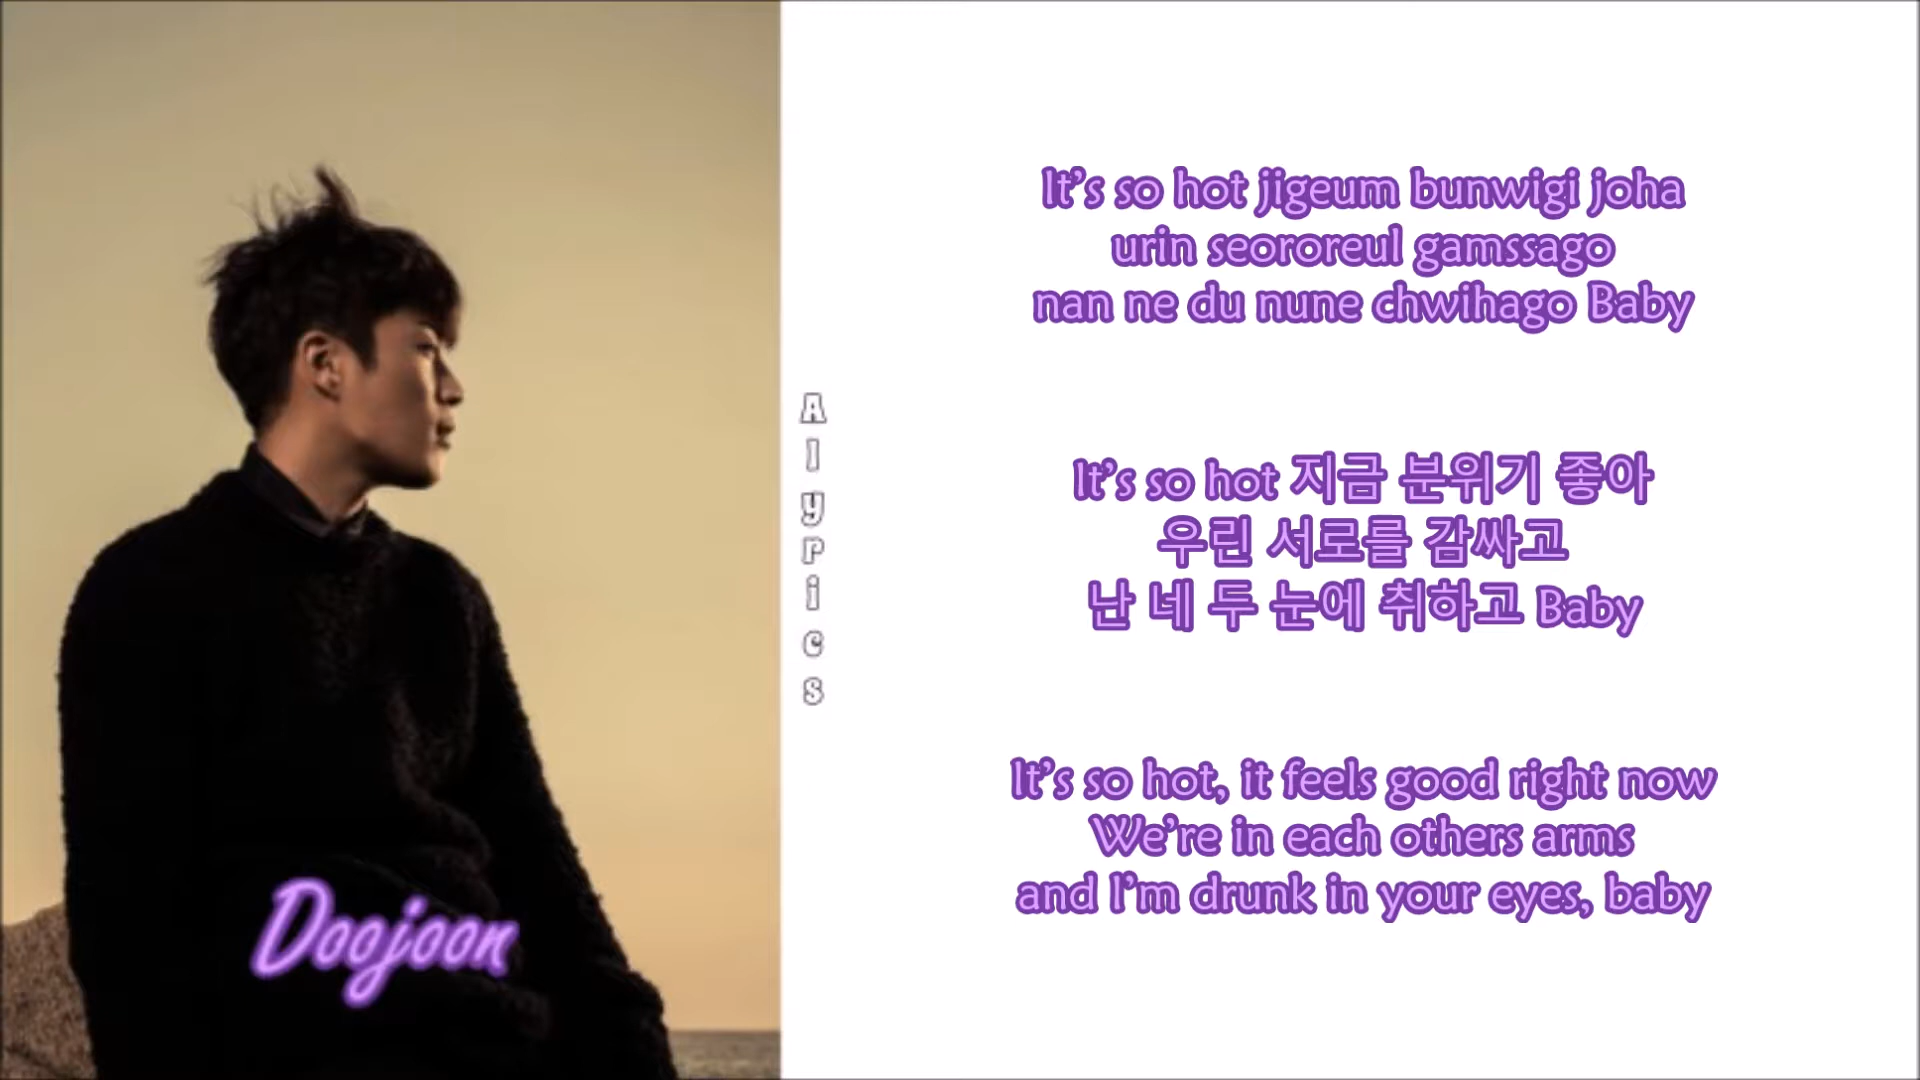 Doojoon
Alyrics
It's so hot jigeum bunwigi joha
urin seororeul gamssago
nan ne du nune chwihago Baby
It's so hot 지금 분위기 좋아
우린 서로를 감싸고
난 네 두 눈에 취하고 Baby
It's so hot, it feels good right now
We're in each others arms
and I'm drunk in your eyes, baby